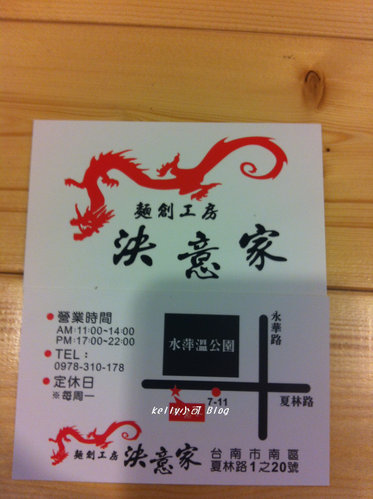 麵創工房
決意家
營業時間
AM:11:00~14:00
PM:17:00~22:00
TEL:
0978-310-178
定休日
※每周一
水萍溫公園
永華路
7-11
夏林路
kelly小可 Blog
麵創工房 決意家
台南市南區
夏林路1之20號